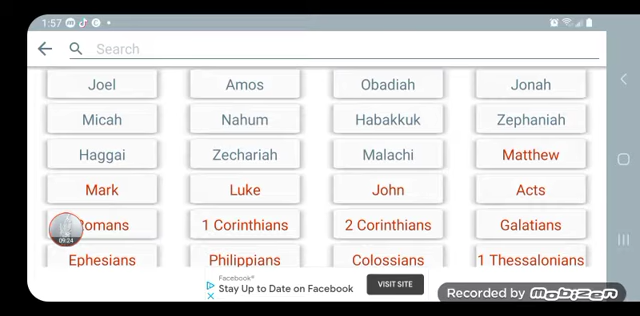 1:57
Search
Joel Amos Obadiah Jonah
Micah Nahum Habakkuk Zephaniah
Haggai Zechariah Malachi Matthew
Mark Luke John Acts
Romans 1 Corinthians 2 Corinthians Galatians
09:24
Ephesians Philippians Colossians 1 Thessalonians
Facebook®
Stay Up to Date on Facebook
VISIT SITE
Recorded by MOBIZEN